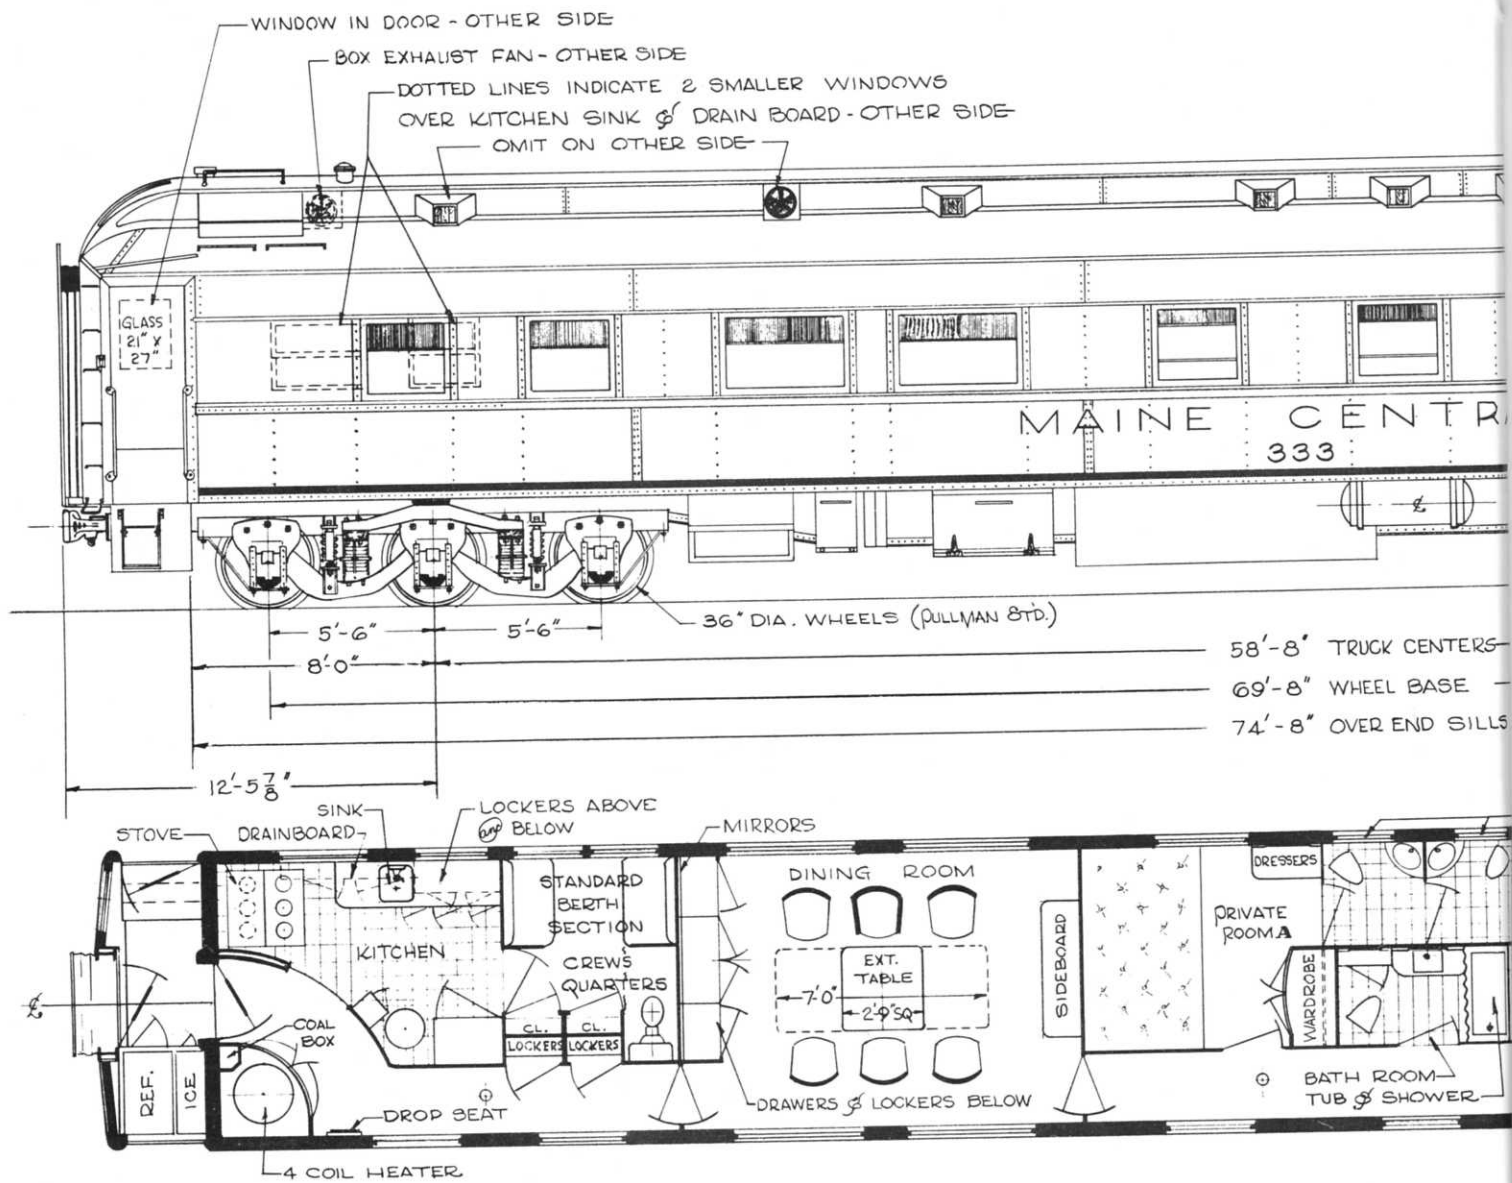 WINDOW IN DOOR - OTHER SIDE
BOX EXHAUST FAN - OTHER SIDE
DOTTED LINES INDICATE 2 SMALLER WINDOWS
OVER KITCHEN SINK & DRAIN BOARD - OTHER SIDE
OMIT ON OTHER SIDE
GLASS
21" X
27"
MAINE CENTRA
333
℄
36" DIA. WHEELS (PULLMAN STD.)
5'-6"
5'-6"
8'-0"
58'-8" TRUCK CENTERS
69'-8" WHEEL BASE
74'-8" OVER END SILLS
12'-5 7/8"
STOVE
DRAINBOARD
SINK
LOCKERS ABOVE
and BELOW
MIRRORS
STANDARD
BERTH
SECTION
KITCHEN
CREW'S
QUARTERS
CL.
CL.
LOCKERS
LOCKERS
DINING ROOM
EXT.
TABLE
7'-0"
2'-9" SQ
SIDEBOARD
DRESSERS
PRIVATE
ROOM A
WARDROBE
℄
COAL
BOX
REF.
ICE
DROP SEAT
DRAWERS & LOCKERS BELOW
BATH ROOM
TUB & SHOWER
4 COIL HEATER